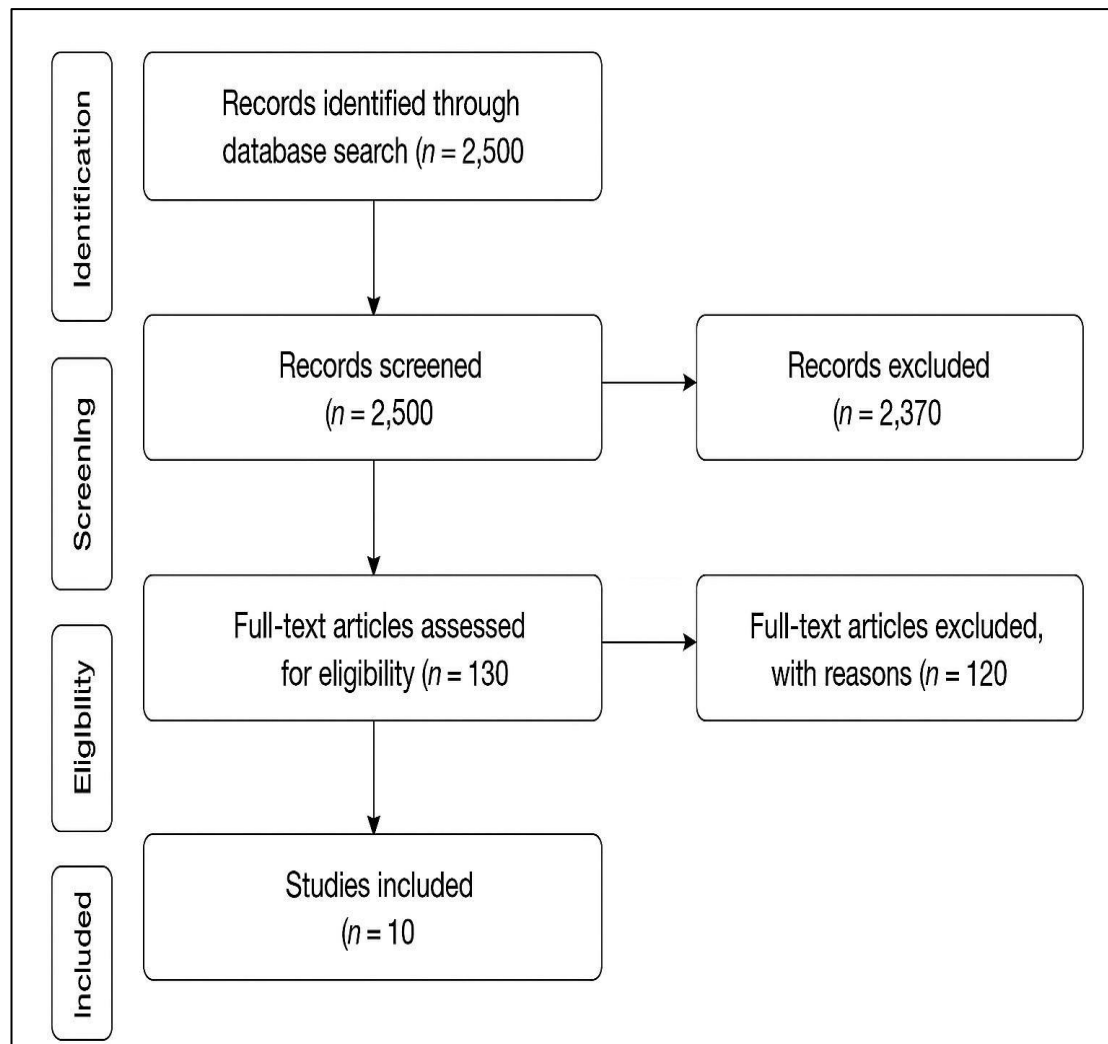 Identification
Records identified through
database search (n = 2,500
Screening
Records screened
(n = 2,500
Records excluded
(n = 2,370
Eligibility
Full-text articles assessed
for eligibility (n = 130
Full-text articles excluded,
with reasons (n = 120
Included
Studies included
(n = 10